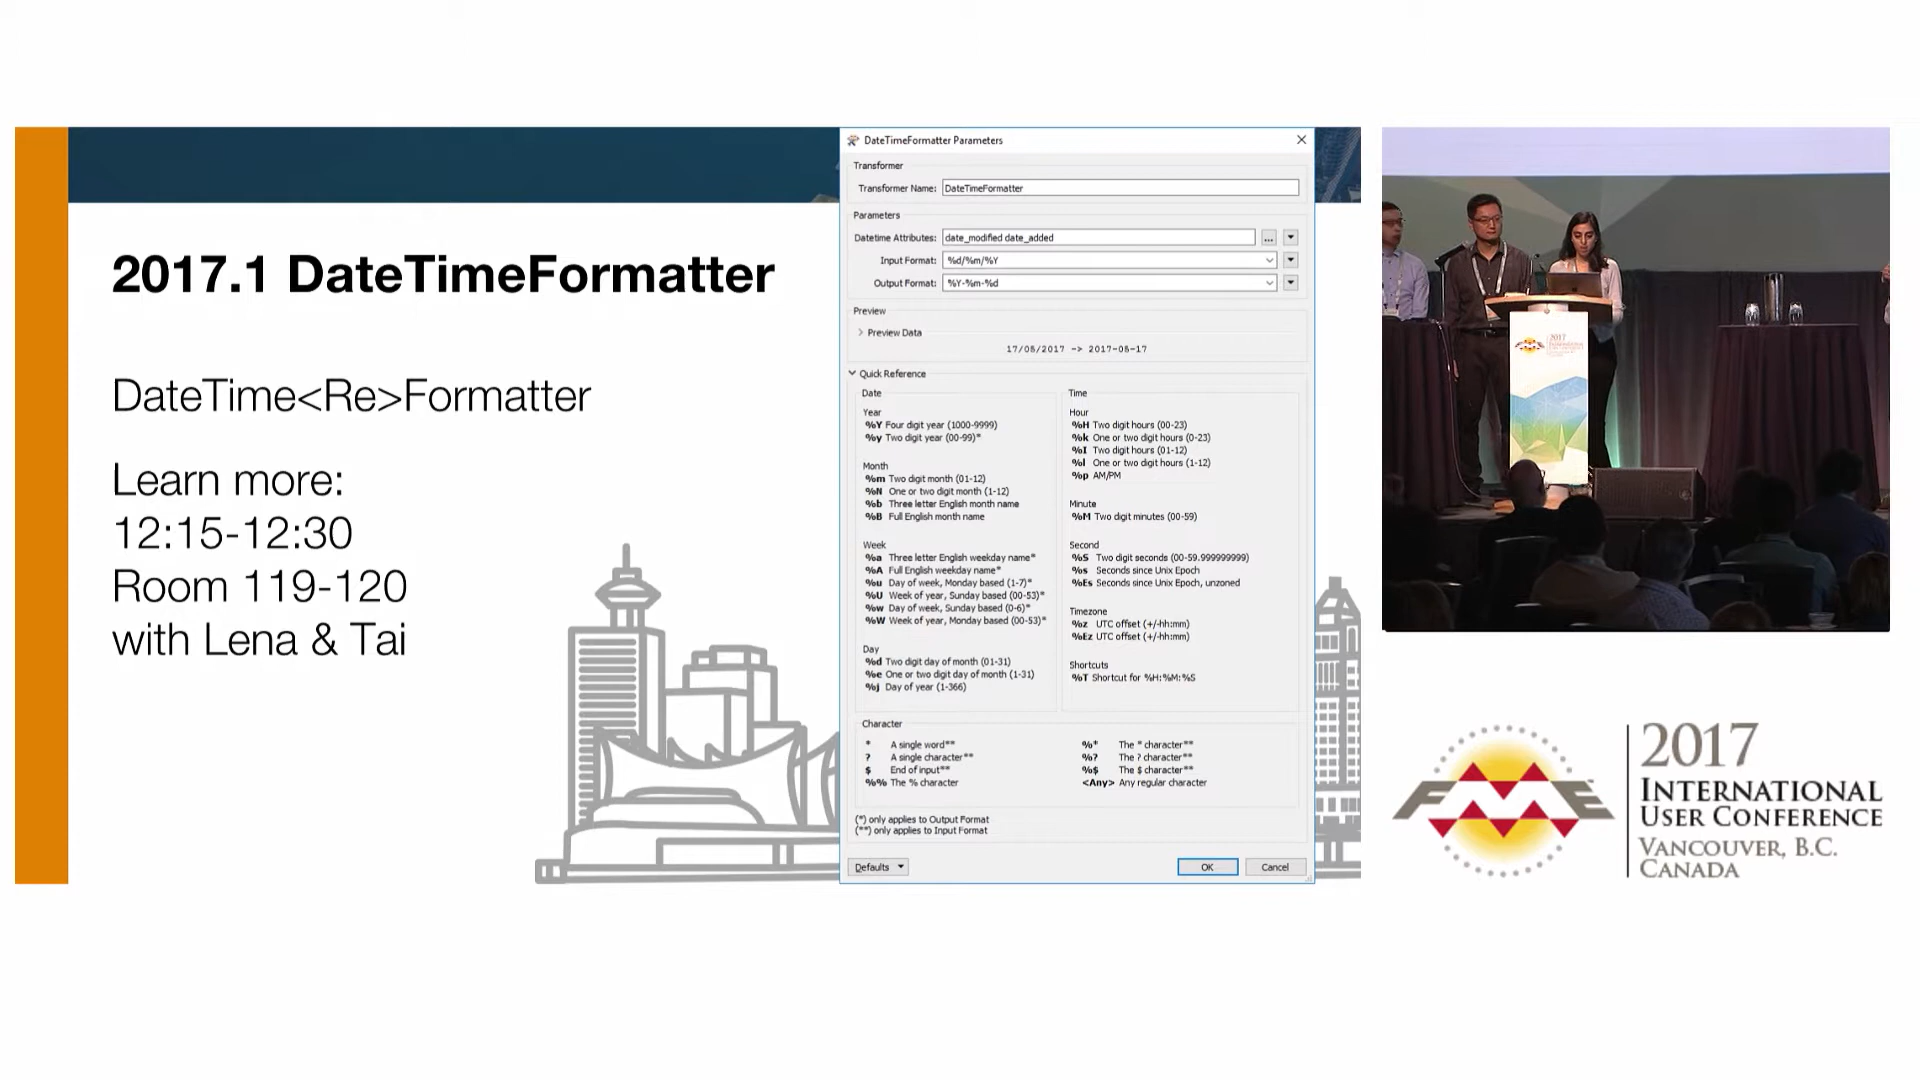 2017.1 DateTimeFormatter
DateTime<Re>Formatter
Learn more:
12:15-12:30
Room 119-120
with Lena & Tai
DateTimeFormatter Parameters
Transformer
Transformer Name: DateTimeFormatter
Parameters
Datetime Attributes: date_modified date_added ...
Input Format: %d/%m/%Y
Output Format: %Y-%m-%d
Preview
Preview Data
17/05/2017 -> 2017-05-17
Quick Reference
Date
Year
%Y Four digit year (1000-9999)
%y Two digit year (00-99)*
Month
%m Two digit month (01-12)
%N One or two digit month (1-12)
%b Three letter English month name
%B Full English month name
Week
%a Three letter English weekday name*
%A Full English weekday name*
%u Day of week, Monday based (1-7)*
%U Week of year, Sunday based (00-53)*
%w Day of week, Sunday based (0-6)*
%W Week of year, Monday based (00-53)*
Day
%d Two digit day of month (01-31)
%e One or two digit day of month (1-31)
%j Day of year (1-366)
Time
Hour
%H Two digit hours (00-23)
%k One or two digit hours (0-23)
%I Two digit hours (01-12)
%l One or two digit hours (1-12)
%p AM/PM
Minute
%M Two digit minutes (00-59)
Second
%S Two digit seconds (00-59.999999999)
%s Seconds since Unix Epoch
%Es Seconds since Unix Epoch, unzoned
Timezone
%z UTC offset (+/-hh:mm)
%Ez UTC offset (+/-hh:mm)
Shortcuts
%T Shortcut for %H:%M:%S
Character
* A single word**
? A single character**
$ End of input**
%% The % character
%* The * character**
%? The ? character**
%$ The $ character**
<Any> Any regular character
(*) only applies to Output Format
(**) only applies to Input Format
Defaults
OK
Cancel
2017
FME
2017
INTERNATIONAL
USER CONFERENCE
VANCOUVER, B.C.
CANADA